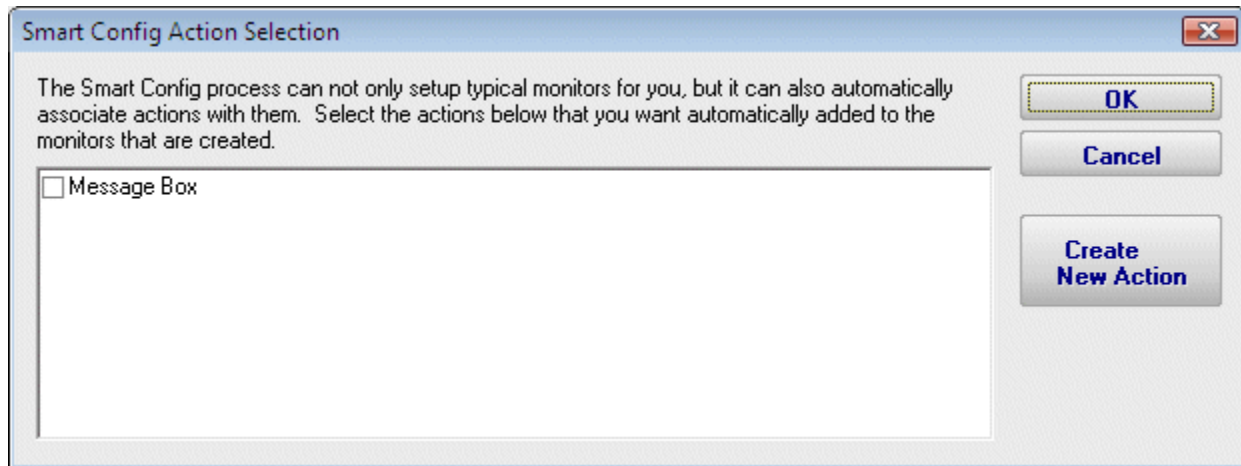 Smart Config Action Selection
The Smart Config process can not only setup typical monitors for you, but it can also automatically
associate actions with them.  Select the actions below that you want automatically added to the
monitors that are created.
OK
Cancel
Message Box
Create
New Action